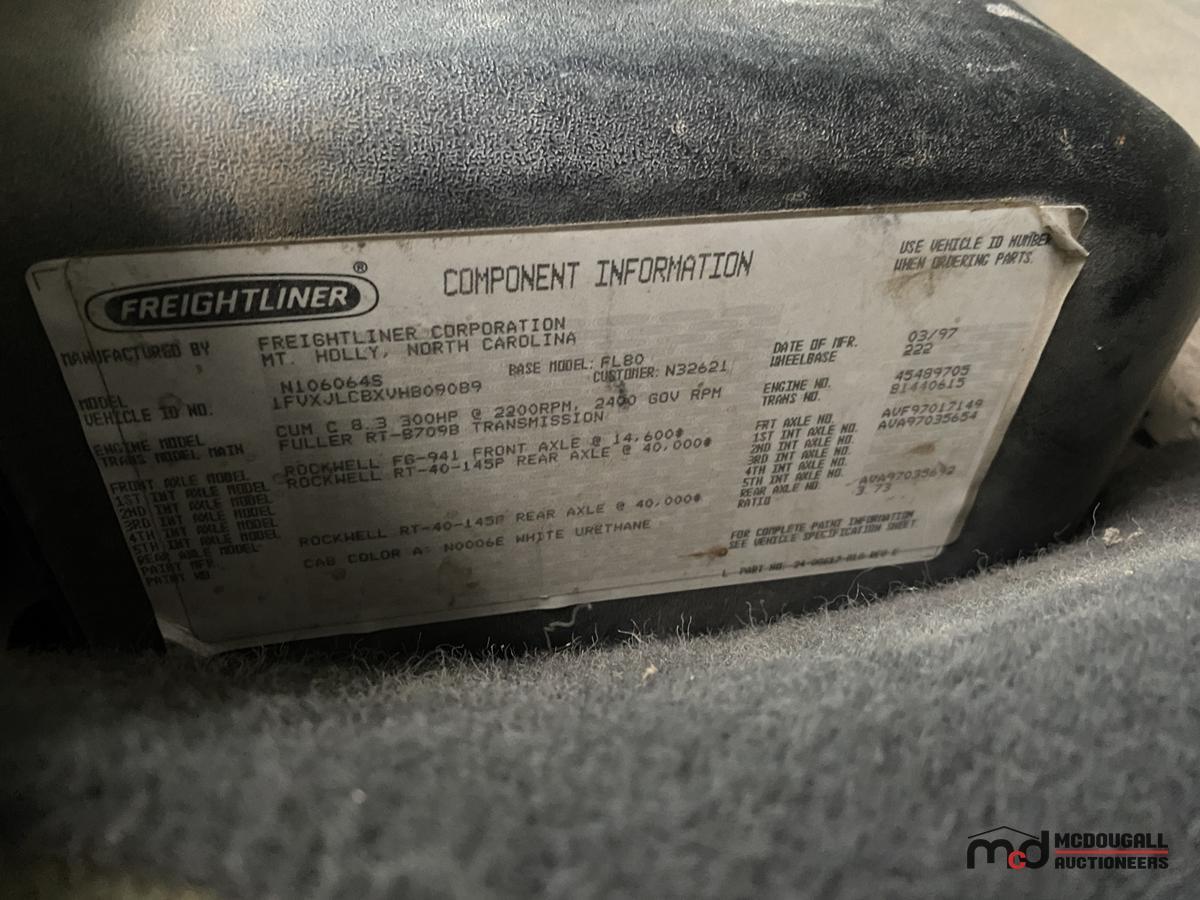 FREIGHTLINER®
COMPONENT INFORMATION
USE VEHICLE ID NUMBER
WHEN ORDERING PARTS.
MANUFACTURED BY FREIGHTLINER CORPORATION
MT. HOLLY, NORTH CAROLINA
DATE OF MFR. 03/97
WHEELBASE 222
MODEL N106064S BASE MODEL: FL80
VEHICLE ID NO. 1FVXJLCBXVH809089 CUSTOMER: N32621
ENGINE NO. 45489705
TRANS NO. 81440615
ENGINE MODEL CUM C 8.3 300HP @ 2200RPM, 2400 GOV RPM
TRANS MODEL MAIN FULLER RT-8709B TRANSMISSION
FRONT AXLE MODEL ROCKWELL FG-941 FRONT AXLE @ 14,600#
1ST INT AXLE MODEL ROCKWELL RT-40-145P REAR AXLE @ 40,000#
2ND INT AXLE MODEL
3RD INT AXLE MODEL
4TH INT AXLE MODEL
5TH INT AXLE MODEL
REAR AXLE MODEL ROCKWELL RT-40-145P REAR AXLE @ 40,000#
PAINT MFR.
PAINT NO. CAB COLOR A: N0006E WHITE URETHANE
FRT AXLE NO. AVF97017149
1ST INT AXLE NO. AVA97035654
2ND INT AXLE NO.
3RD INT AXLE NO.
4TH INT AXLE NO.
5TH INT AXLE NO.
REAR AXLE NO. AVA97035692
RATIO 3.73
FOR COMPLETE PAINT INFORMATION
SEE VEHICLE SPECIFICATION SHEET
PART NO.
mcd MCDOUGALL
AUCTIONEERS